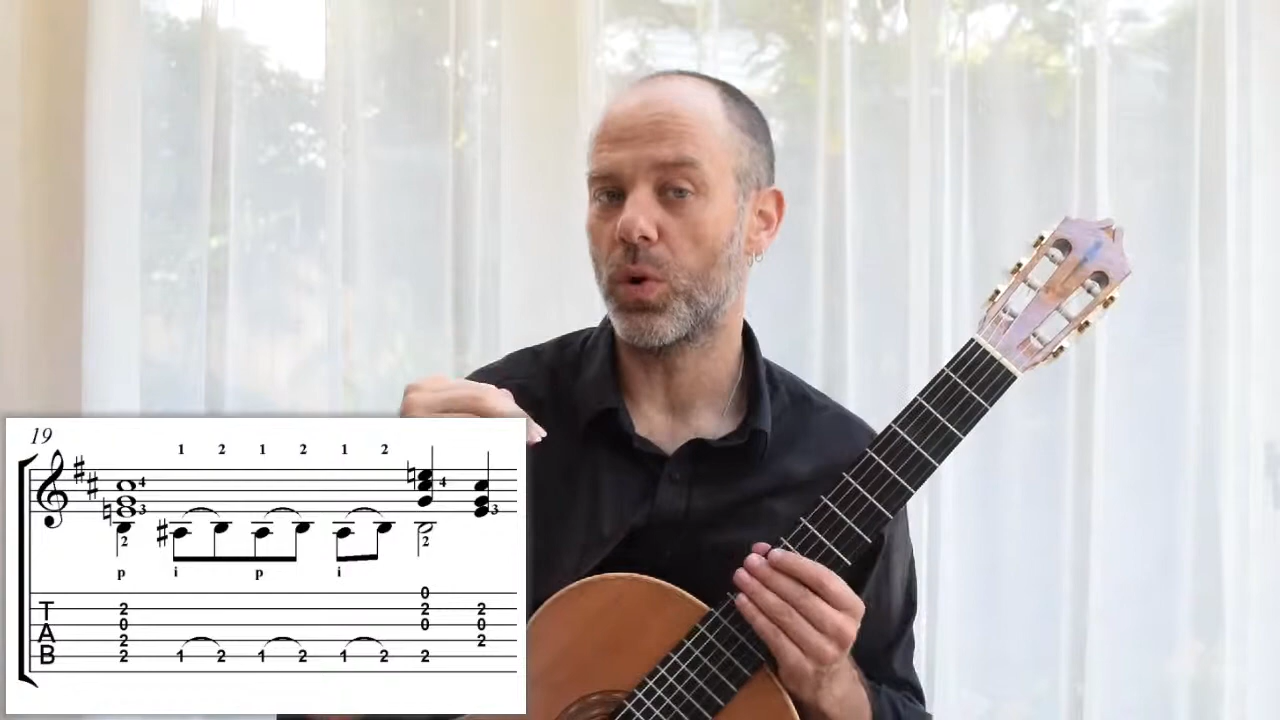 19
1 2 1 2 1 2
4 4
3 3
2 2
p i p i
0
T 2 2 2
0 0 0
A 2 2
B 2 1 2 1 2 1 2 2